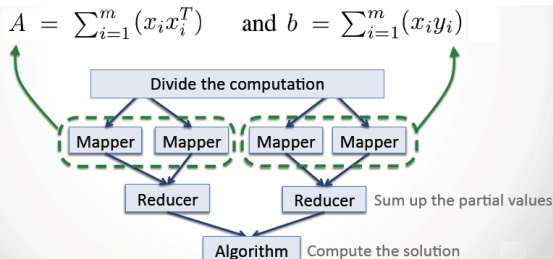 A = ∑_{i=1}^{m}(x_i x_i^T) and b = ∑_{i=1}^{m}(x_i y_i)
Divide the computation
Mapper Mapper Mapper Mapper
Reducer Reducer Sum up the partial values
Algorithm Compute the solution